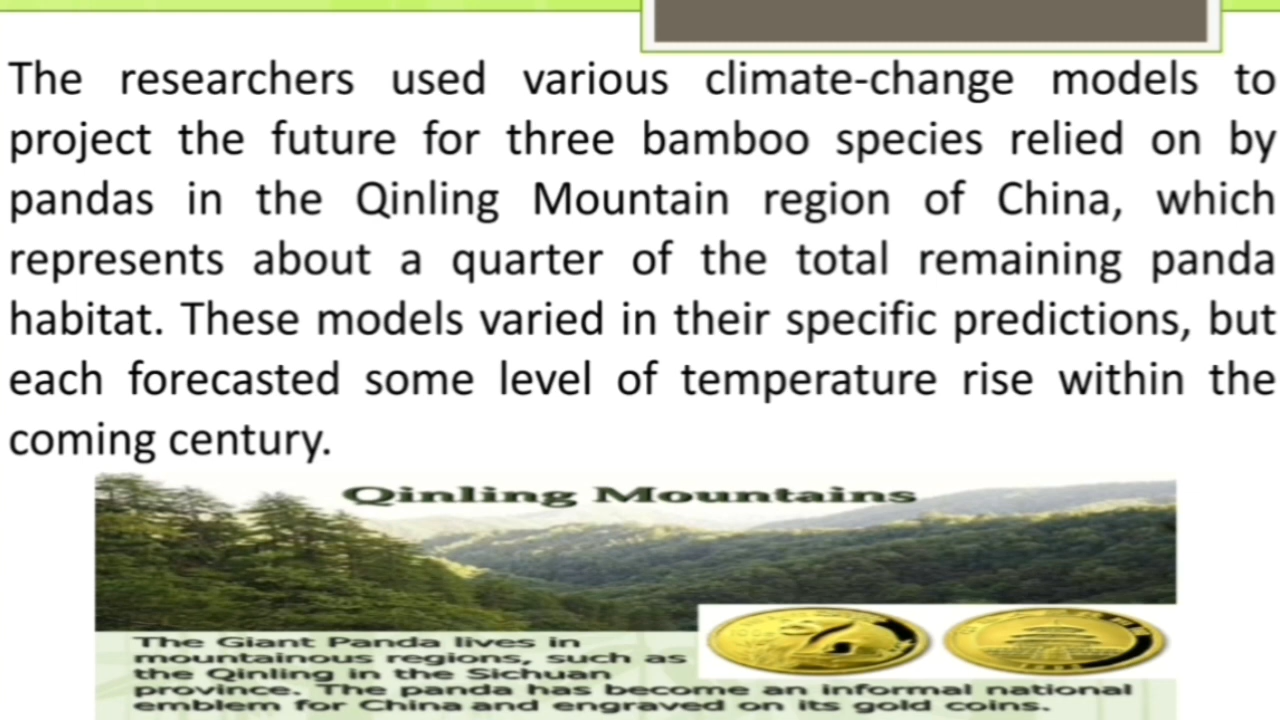 The researchers used various climate-change models to
project the future for three bamboo species relied on by
pandas in the Qinling Mountain region of China, which
represents about a quarter of the total remaining panda
habitat. These models varied in their specific predictions, but
each forecasted some level of temperature rise within the
coming century.
Qinling Mountains
The Giant Panda lives in
mountainous regions, such as
the Qinling in the Sichuan
province. The panda has become an informal national
emblem for China and engraved on its gold coins.